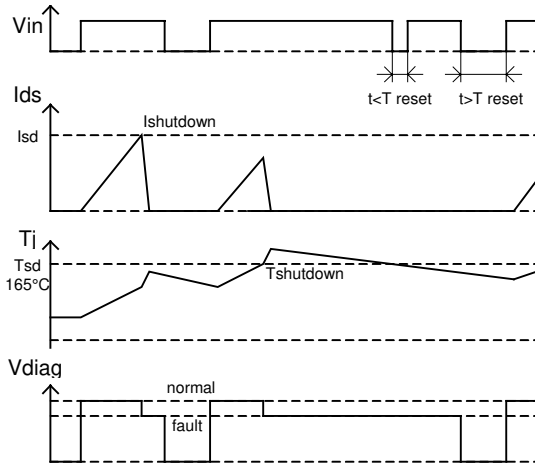 Vin
t<T reset
t>T reset
Ids
Ishutdown
Isd
Tj
Tsd
165°C
Tshutdown
Vdiag
normal
fault